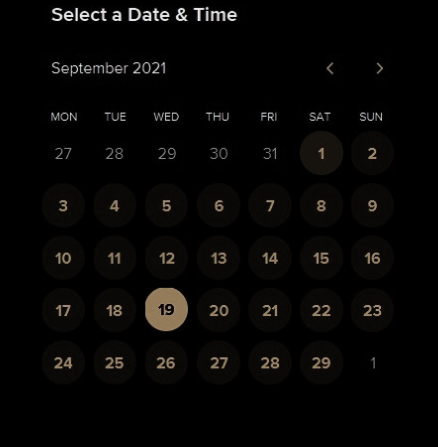 Select a Date & Time
September 2021
MON TUE WED THU FRI SAT SUN
27 28 29 30 31 1 2
3 4 5 6 7 8 9
10 11 12 13 14 15 16
17 18 19 20 21 22 23
24 25 26 27 28 29 1